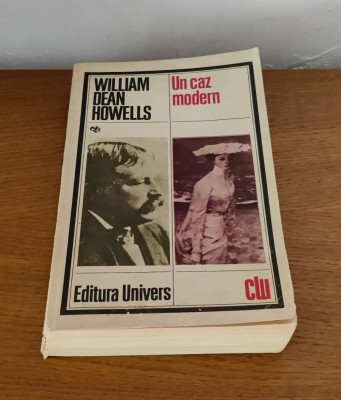 WILLIAM
DEAN
HOWELLS
Un caz
modern
Editura Univers
clu